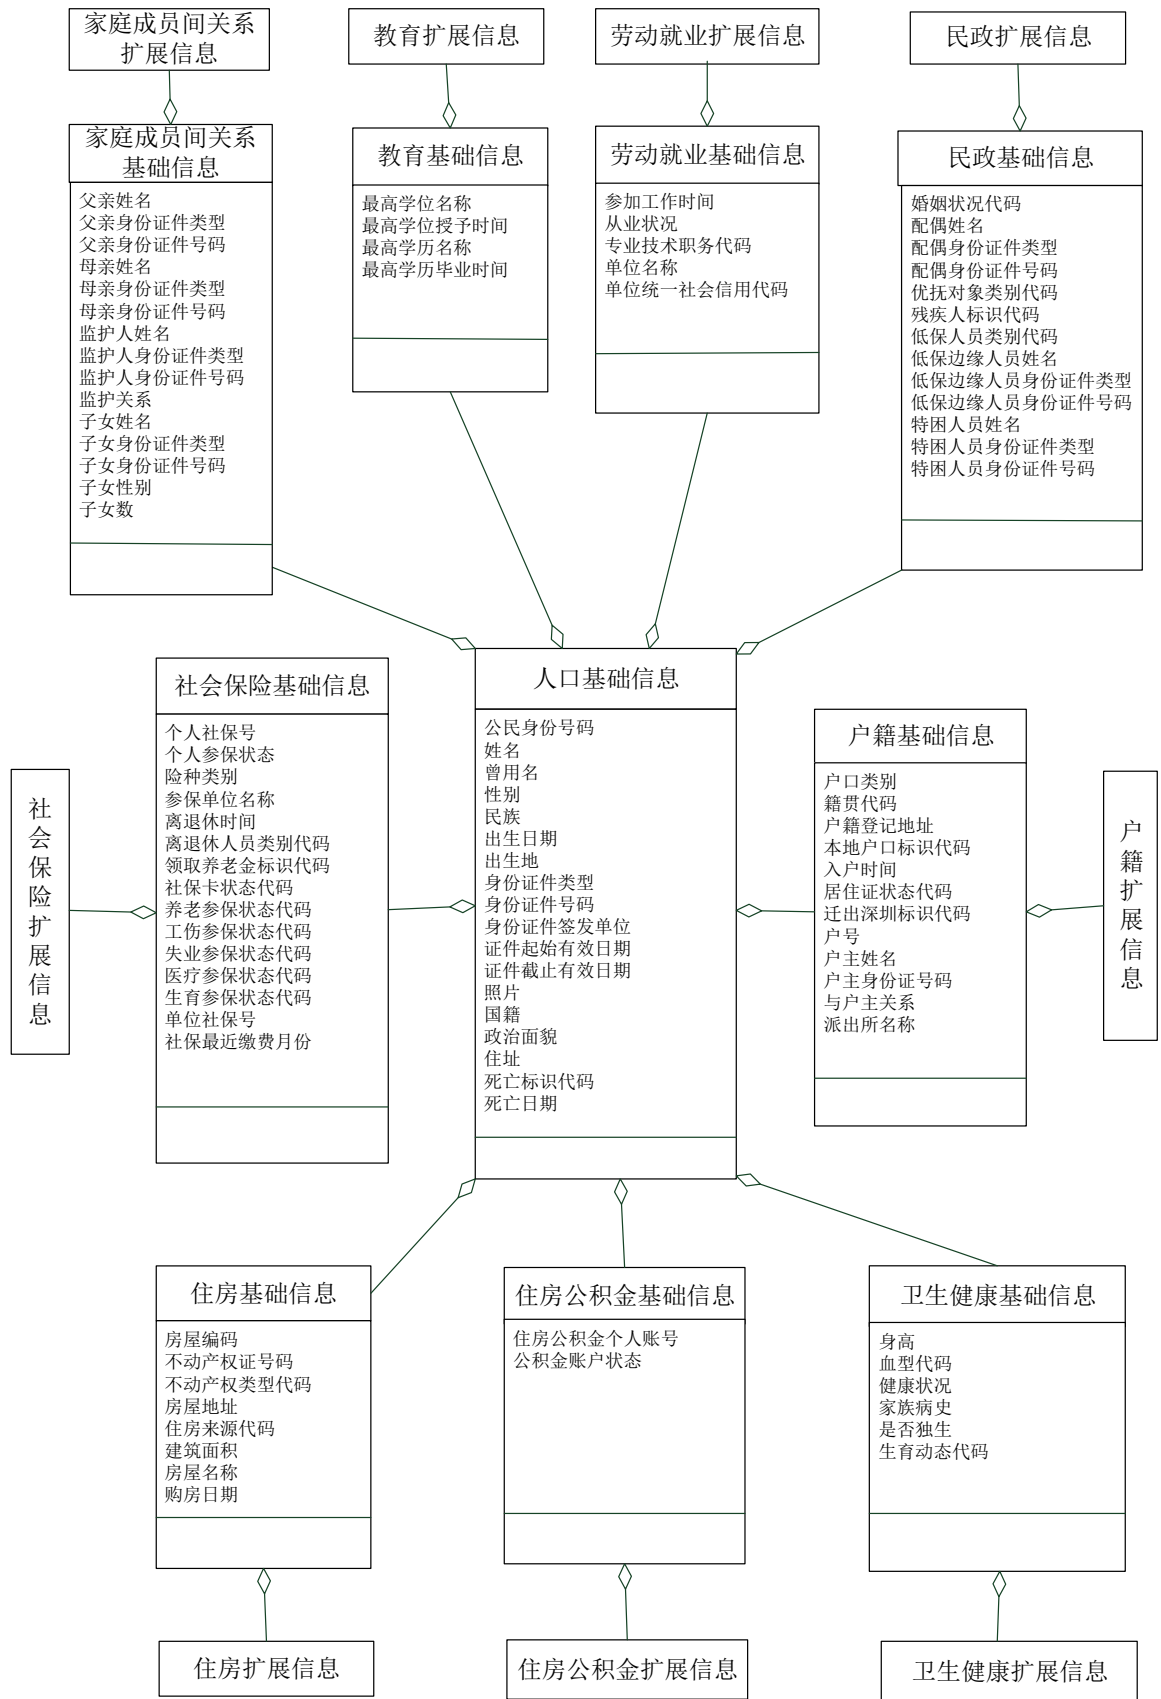 家庭成员间关系
扩展信息
教育扩展信息
劳动就业扩展信息
民政扩展信息
家庭成员间关系
基础信息
父亲姓名
父亲身份证件类型
父亲身份证件号码
母亲姓名
母亲身份证件类型
母亲身份证件号码
监护人姓名
监护人身份证件类型
监护人身份证件号码
监护关系
子女姓名
子女身份证件类型
子女身份证件号码
子女性别
子女数
教育基础信息
最高学位名称
最高学位授予时间
最高学历名称
最高学历毕业时间
劳动就业基础信息
参加工作时间
从业状况
专业技术职务代码
单位名称
单位统一社会信用代码
民政基础信息
婚姻状况代码
配偶姓名
配偶身份证件类型
配偶身份证件号码
优抚对象类别代码
残疾人标识代码
低保人员类别代码
低保边缘人员姓名
低保边缘人员身份证件类型
低保边缘人员身份证件号码
特困人员姓名
特困人员身份证件类型
特困人员身份证件号码
社会保险扩展信息
社会保险基础信息
个人社保号
个人参保状态
险种类别
参保单位名称
离退休时间
离退休人员类别代码
领取养老金标识代码
社保卡状态代码
养老参保状态代码
工伤参保状态代码
失业参保状态代码
医疗参保状态代码
生育参保状态代码
单位社保号
社保最近缴费月份
人口基础信息
公民身份号码
姓名
曾用名
性别
民族
出生日期
出生地
身份证件类型
身份证件号码
身份证件签发单位
证件起始有效日期
证件截止有效日期
照片
国籍
政治面貌
住址
死亡标识代码
死亡日期
户籍基础信息
户口类别
籍贯代码
户籍登记地址
本地户口标识代码
入户时间
居住证状态代码
迁出深圳标识代码
户号
户主姓名
户主身份证号码
与户主关系
派出所名称
户籍扩展信息
住房基础信息
房屋编码
不动产权证号码
不动产权类型代码
房屋地址
住房来源代码
建筑面积
房屋名称
购房日期
住房公积金基础信息
住房公积金个人账号
公积金账户状态
卫生健康基础信息
身高
血型代码
健康状况
家族病史
是否独生
生育动态代码
住房扩展信息
住房公积金扩展信息
卫生健康扩展信息